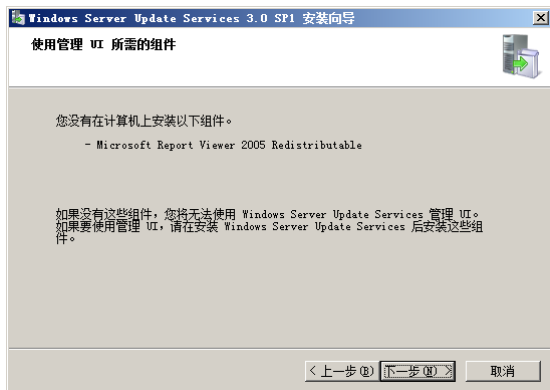 Windows Server Update Services 3.0 SP1 安装向导
使用管理 UI 所需的组件
您没有在计算机上安装以下组件。
- Microsoft Report Viewer 2005 Redistributable
如果没有这些组件，您将无法使用 Windows Server Update Services 管理 UI。
如果要使用管理 UI，请在安装 Windows Server Update Services 后安装这些组
件。
< 上一步(B) 下一步(N) > 取消